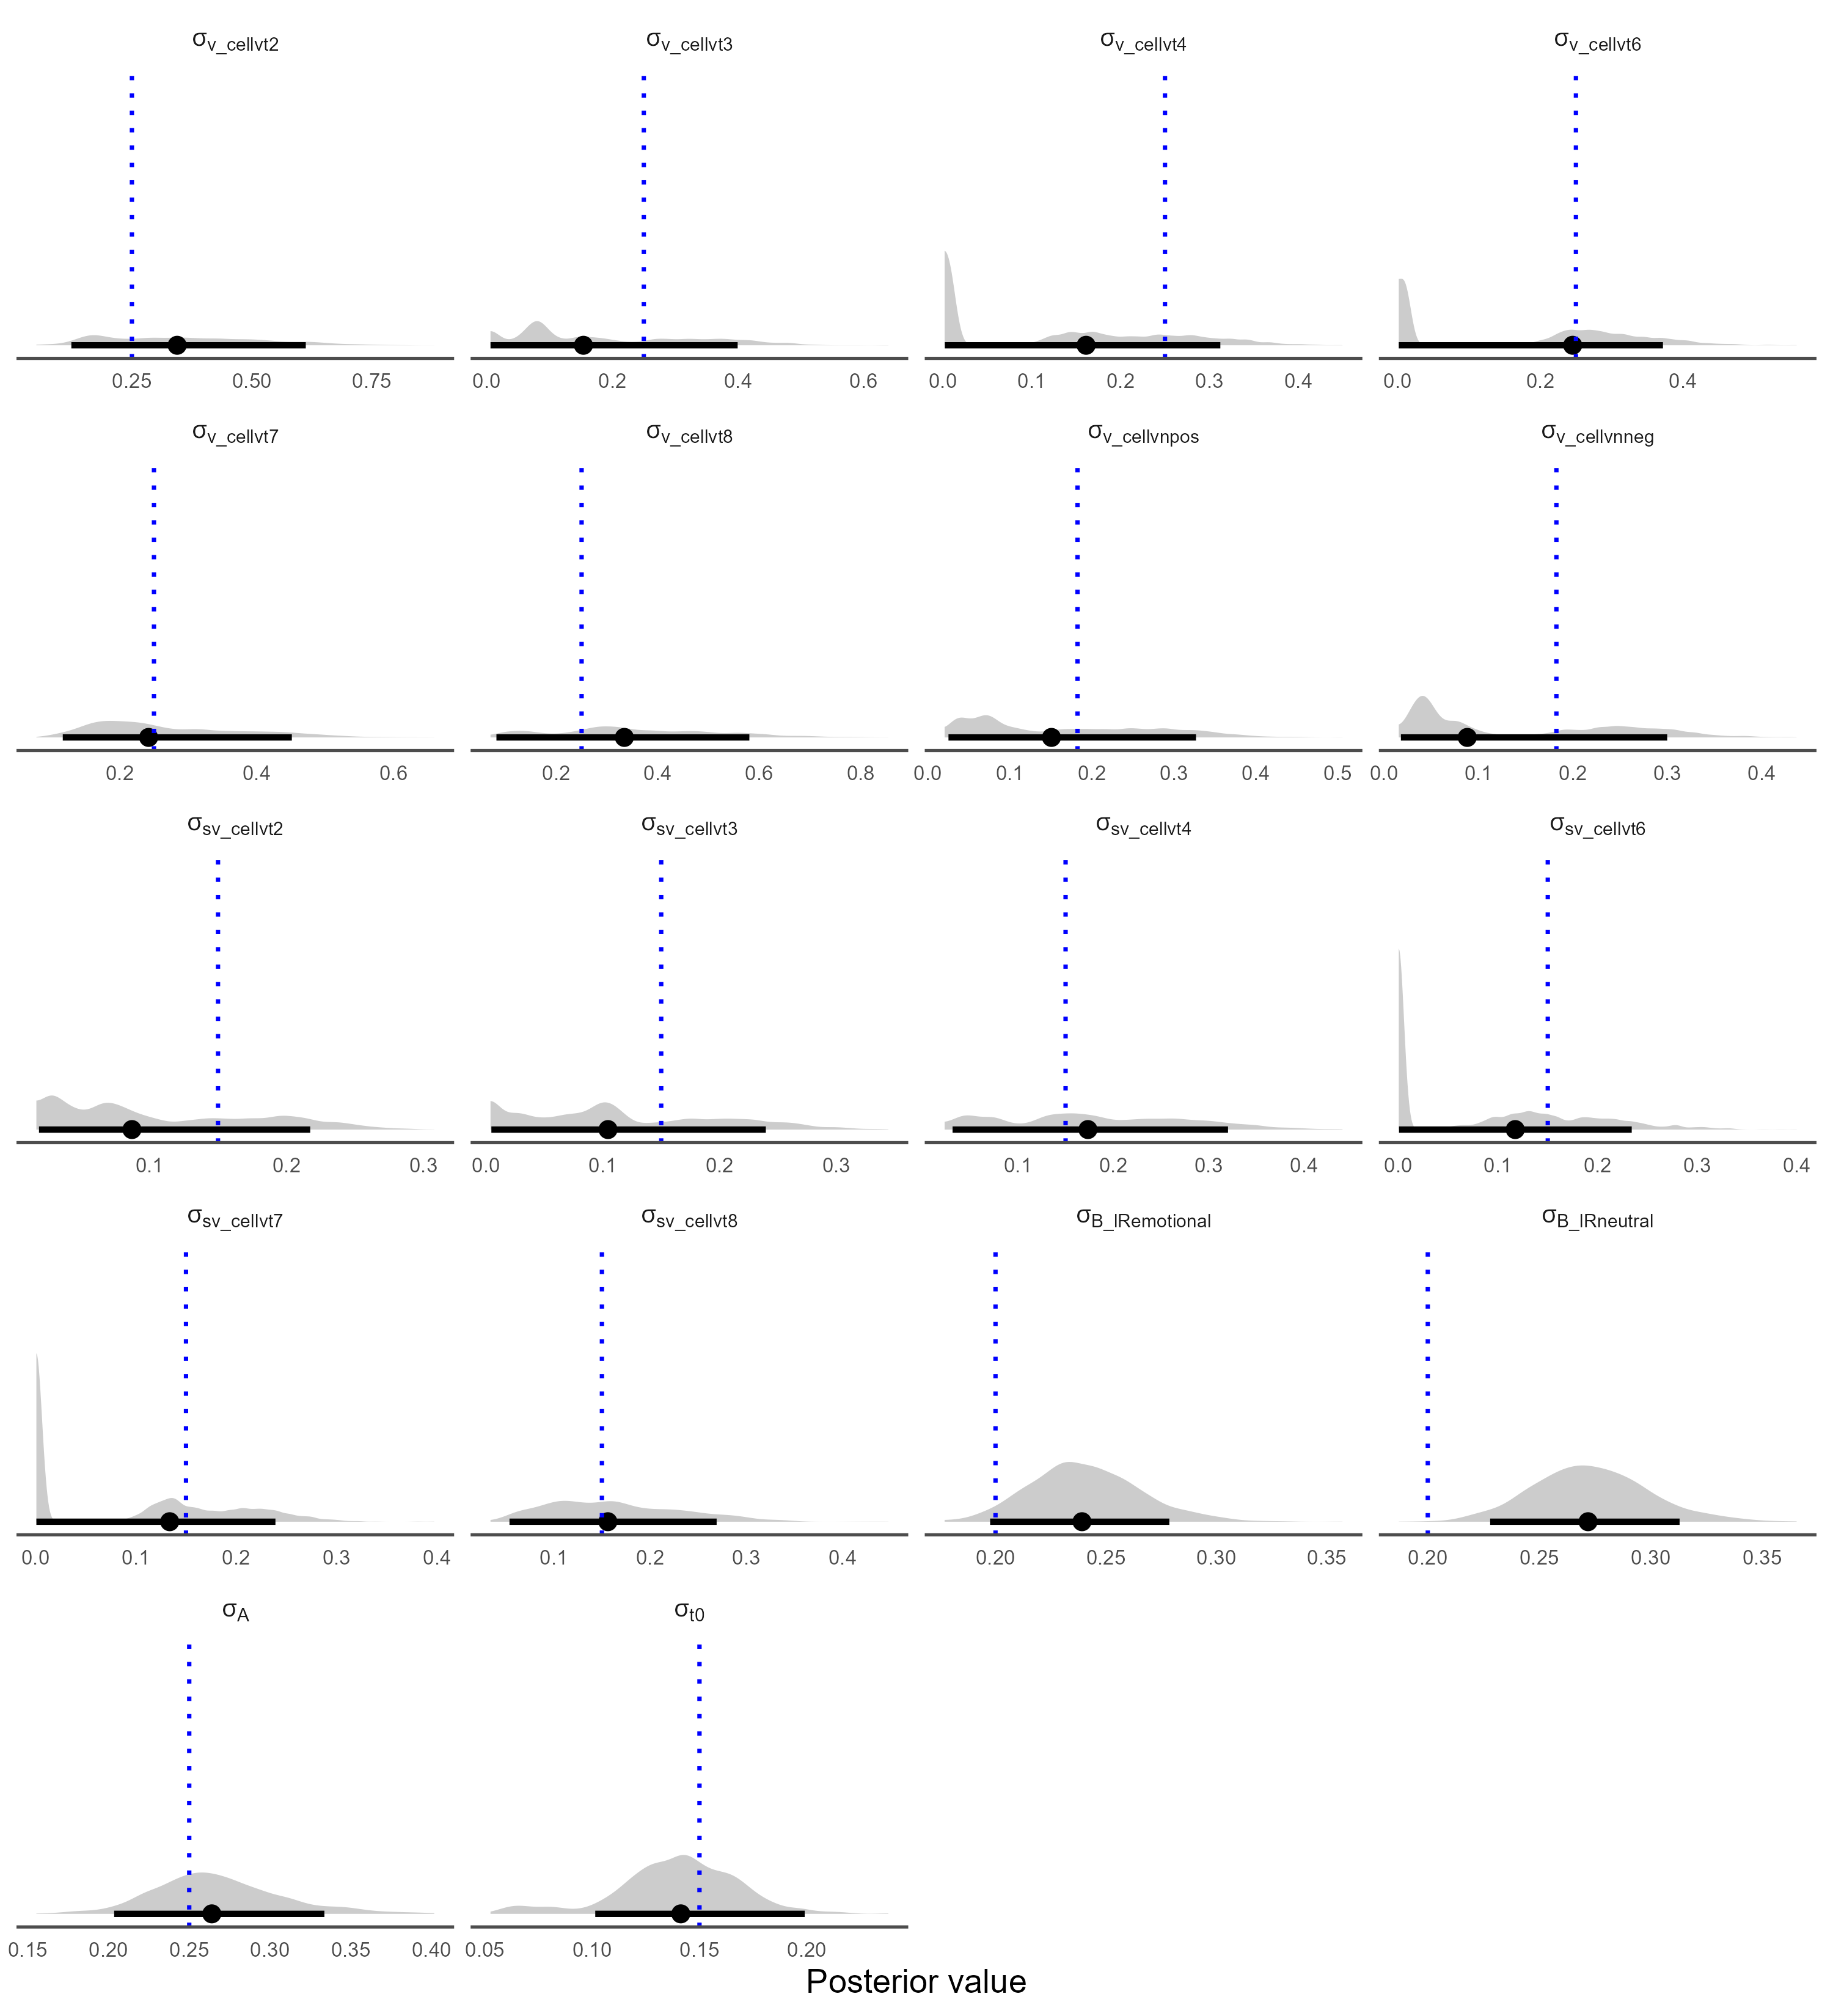 σv_cellvt2 σv_cellvt3 σv_cellvt4 σv_cellvt6
0.25 0.50 0.75 0.0 0.2 0.4 0.6 0.0 0.1 0.2 0.3 0.4 0.0 0.2 0.4
σv_cellvt7 σv_cellvt8 σv_cellvnpos σv_cellvnneg
0.2 0.4 0.6 0.2 0.4 0.6 0.8 0.0 0.1 0.2 0.3 0.4 0.5 0.0 0.1 0.2 0.3 0.4
σsv_cellvt2 σsv_cellvt3 σsv_cellvt4 σsv_cellvt6
0.1 0.2 0.3 0.0 0.1 0.2 0.3 0.1 0.2 0.3 0.4 0.0 0.1 0.2 0.3 0.4
σsv_cellvt7 σsv_cellvt8 σB_lRemotional σB_lRneutral
0.0 0.1 0.2 0.3 0.4 0.1 0.2 0.3 0.4 0.20 0.25 0.30 0.35 0.20 0.25 0.30 0.35
σA σt0
0.15 0.20 0.25 0.30 0.35 0.40 0.05 0.10 0.15 0.20
Posterior value